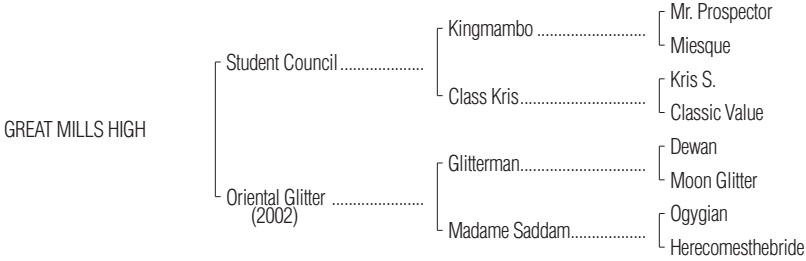 Mr. Prospector
Kingmambo ........................
Miesque
Student Council ...................
Kris S.
Class Kris............................
Classic Value
GREAT MILLS HIGH
Dewan
Glitterman............................
Moon Glitter
Oriental Glitter .....................
(2002)
Ogygian
Madame Saddam.................
Herecomesthebride